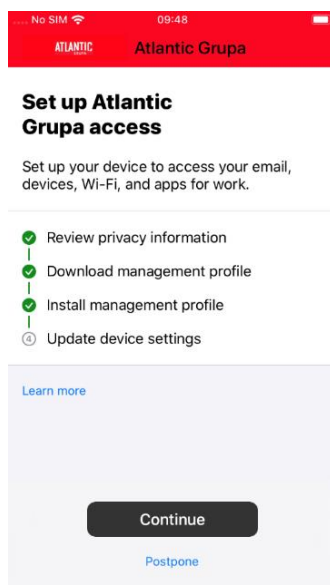 No SIM 09:48
ATLANTIC
GRUPA
Atlantic Grupa
Set up Atlantic
Grupa access
Set up your device to access your email,
devices, Wi-Fi, and apps for work.
Review privacy information
Download management profile
Install management profile
4 Update device settings
Learn more
Continue
Postpone